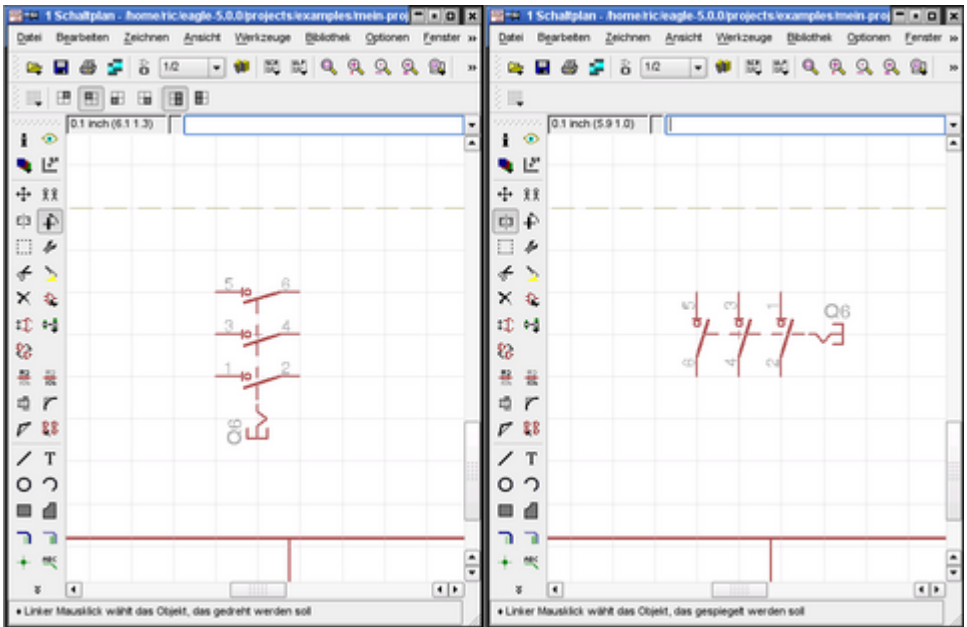 1 Schaltplan - /home/ric/eagle-5.0.0/projects/examples/mein-proj
Datei Bearbeiten Zeichnen Ansicht Werkzeuge Bibliothek Optionen Fenster »
1/2
0.1 inch (6.1 1.3)
5 6
3 4
1 2
Q6
T
ABC
• Linker Mausklick wählt das Objekt, das gedreht werden soll
1 Schaltplan - /home/ric/eagle-5.0.0/projects/examples/mein-proj
Datei Bearbeiten Zeichnen Ansicht Werkzeuge Bibliothek Optionen Fenster »
1/2
0.1 inch (5.9 1.0)
5 3 1
Q6
6 4 2
T
ABC
• Linker Mausklick wählt das Objekt, das gespiegelt werden soll